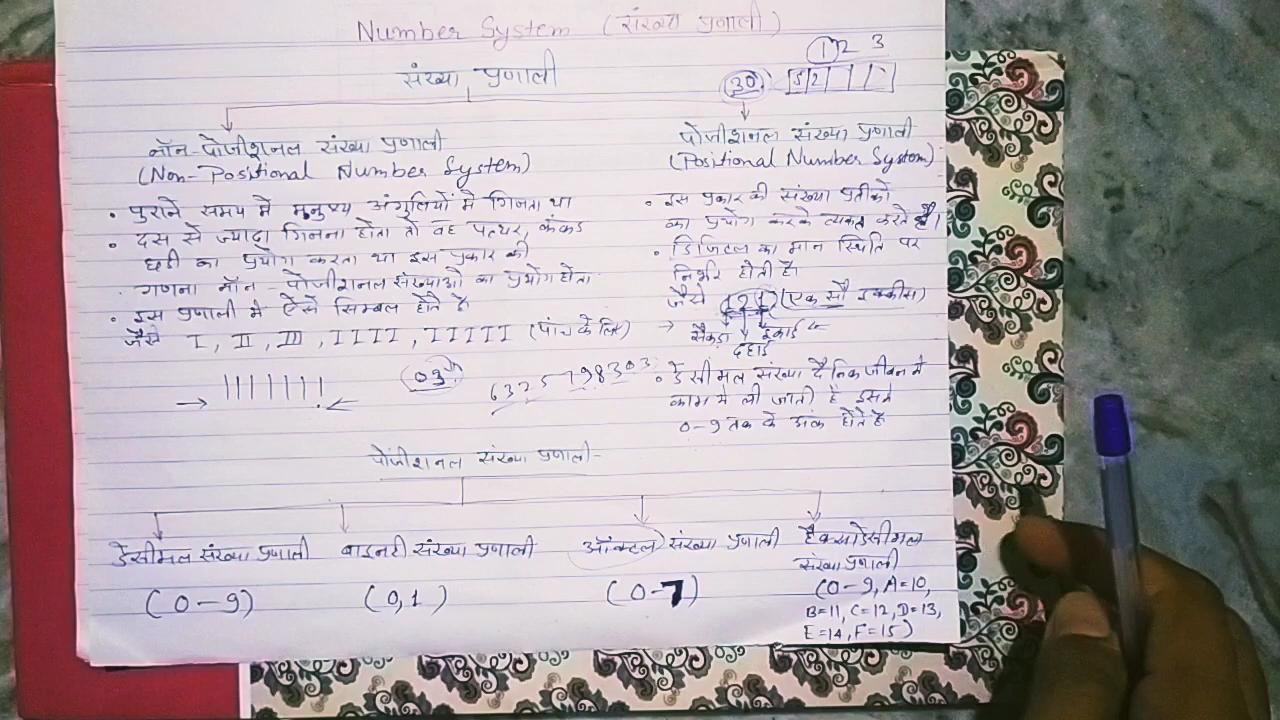 Number System (संख्या प्रणाली)
1 2 3
संख्या प्रणाली
30
5 2
नॉन-पोजीशनल संख्या प्रणाली
(Non-Positional Number System)
• पुराने समय में मनुष्य अंगुलियों में गिनता था
• दस से ज्यादा गिनना होता तो वह पत्थर, कंकड
छडी का प्रयोग करता था इस प्रकार की
गणना नॉन-पोजीशनल संख्याओं का प्रयोग होता
• इस प्रणाली में ऐसे सिम्बल होते है
जैसे I, II, III, IIII, IIIII (पांच के लिए)
→ ||||||| ←
03
6325798303
पोजीशनल संख्या प्रणाली
(Positional Number System)
• इस प्रकार की संख्या प्रतीकों
का प्रयोग करके व्यक्त करते हैं।
• डिजिटल का मान स्थिति पर
निर्भर होती है।
जैसे 121 (एक सौ इक्कीस)
→ सैकडा इकाई
दहाई
• डेसीमल संख्या दैनिक जीवन में
काम में ली जाती है इसमे
0-9 तक के अंक होते है
पोजीशनल संख्या प्रणाली-
डेसीमल संख्या प्रणाली
(0-9)
बाइनरी संख्या प्रणाली
(0,1)
ऑक्टल संख्या प्रणाली
(0-7)
हैक्साडेसीमल
संख्या प्रणाली
(0-9, A=10,
B=11, C=12, D=13,
E=14, F=15)